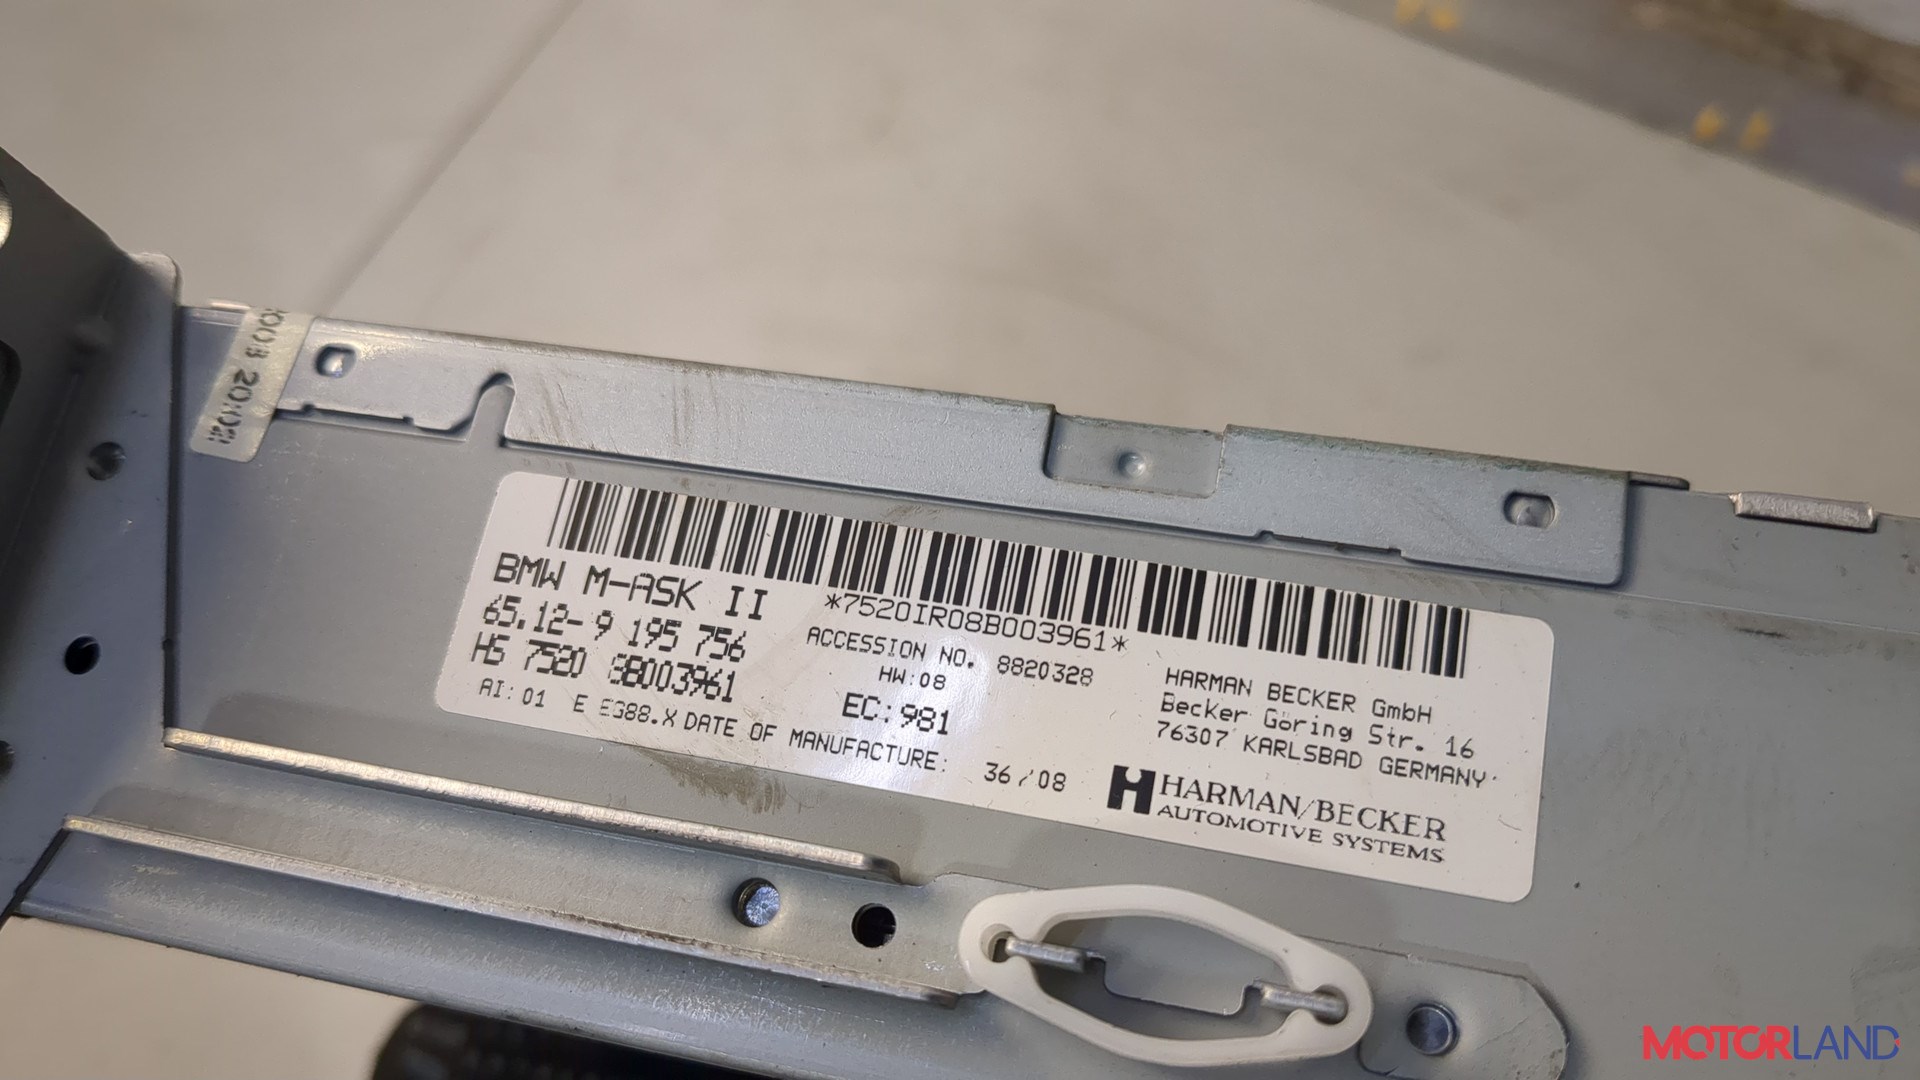 BMW M-ASK II
65.12- 9 195 756
HS 7520 8B003961
AI: 01 E EG88.X DATE OF MANUFACTURE: 36/08
*7520IR08B003961*
ACCESSION NO. 8820328
HW:08
EC:981
HARMAN BECKER GmbH
Becker Göring Str. 16
76307 KARLSBAD GERMANY
HARMAN/BECKER
AUTOMOTIVE SYSTEMS
MOTORLAND